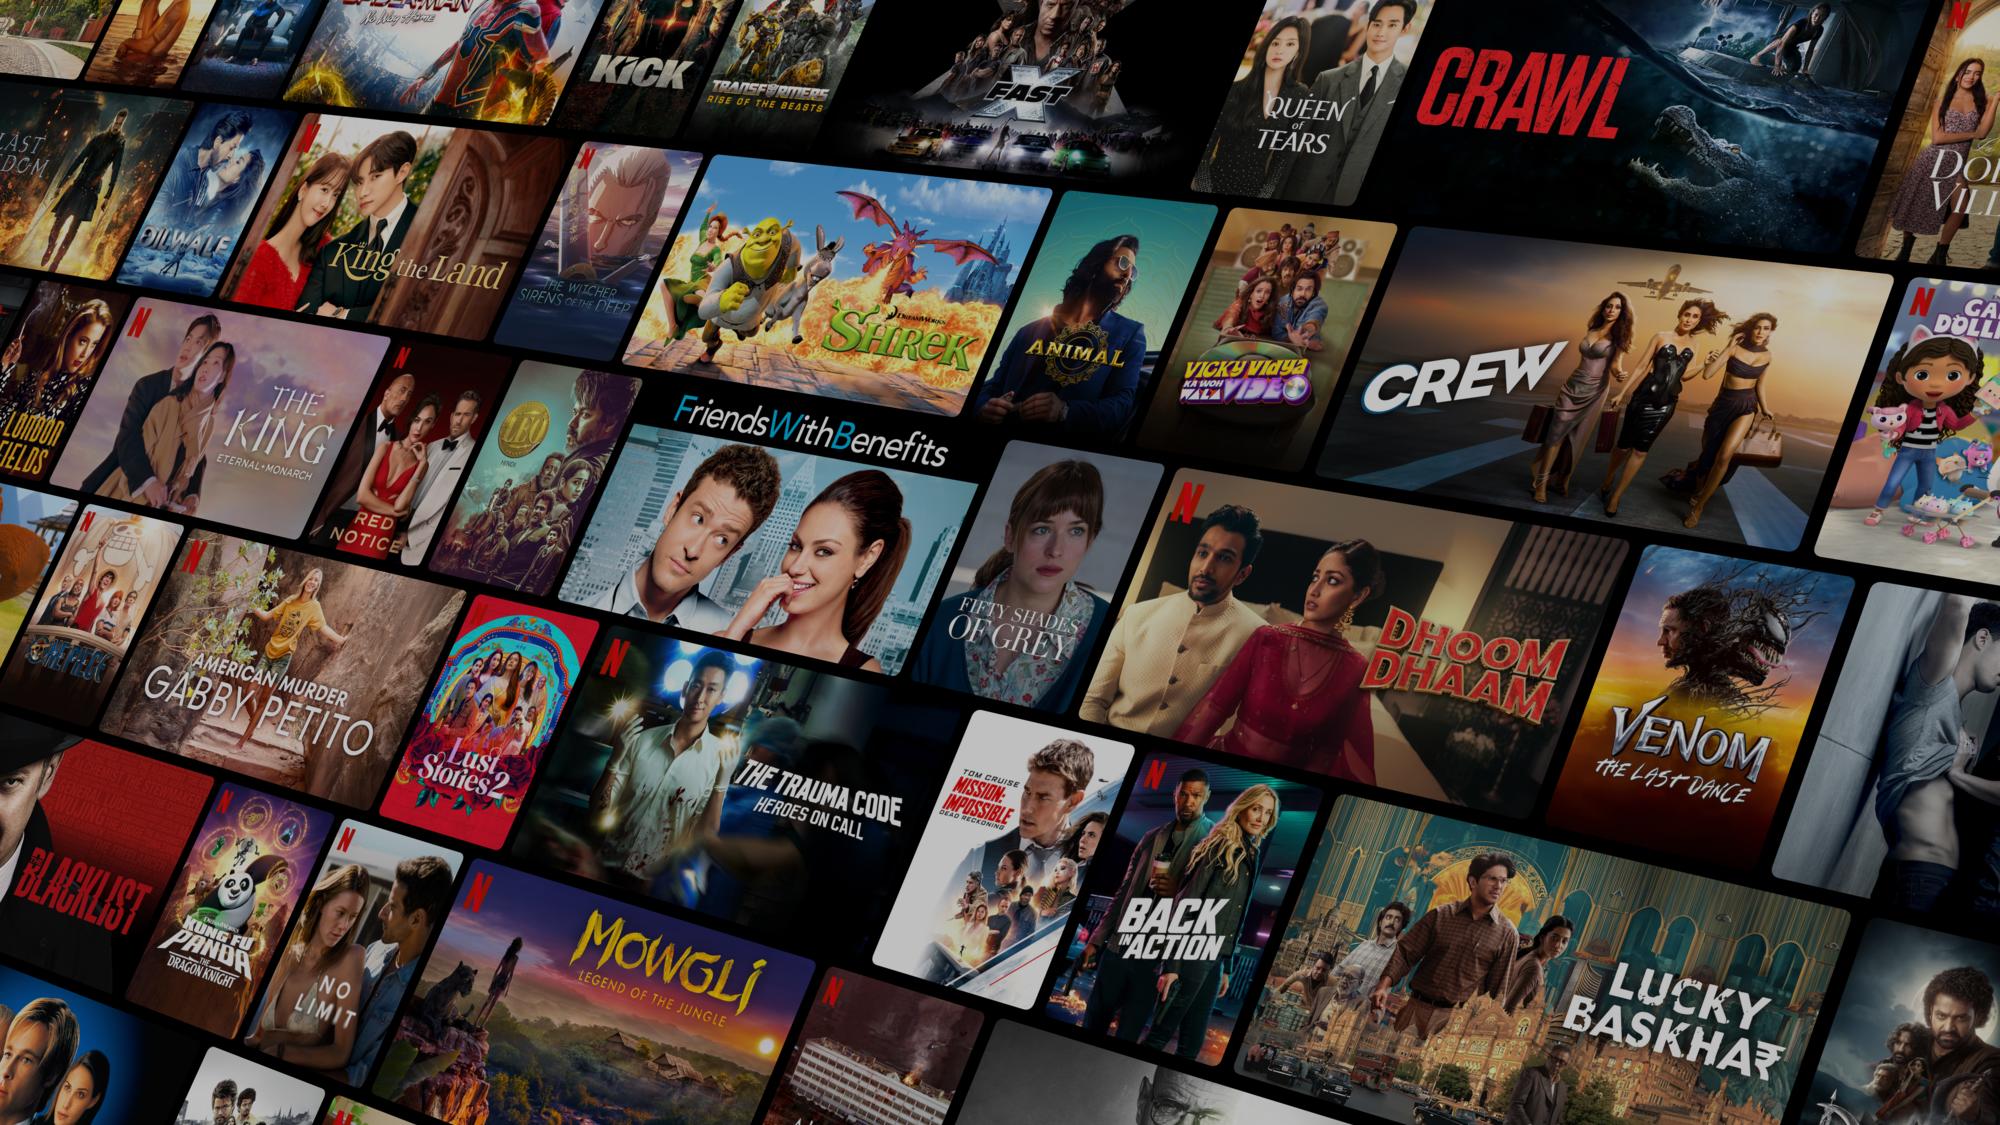 SPIDER-MAN
No Way Home
KICK
TRANSFORMERS
RISE OF THE BEASTS
FAST
X
QUEEN
of
TEARS
CRAWL
N
LAST
DILWALE
N
King the Land
N
THE WITCHER
SIRENS OF THE DEEP
DREAMWORKS
SHREK
ANIMAL
VICKY Vidya
KA WOH
WALA VIDEO
CREW
N
LONDON
FIELDS
N
THE
KING
ETERNAL MONARCH
N
RED
NOTICE
LEO
HINDI
FriendsWithBenefits
FIFTY SHADES
OF GREY
N
DHOOM
DHAAM
VENOM
THE LAST DANCE
N
ONE PIECE
N
AMERICAN MURDER
GABBY PETITO
Lust
Stories 2
N
THE TRAUMA CODE
HEROES ON CALL
TOM CRUISE
MISSION:
IMPOSSIBLE
DEAD RECKONING
N
BACK
IN ACTION
LUCKY
BASKHA₹
THE
BLACKLIST
N
KUNG FU
PANDA
THE
DRAGON KNIGHT
N
NO
LIMIT
N
MOWGLI
LEGEND OF THE JUNGLE
N
N